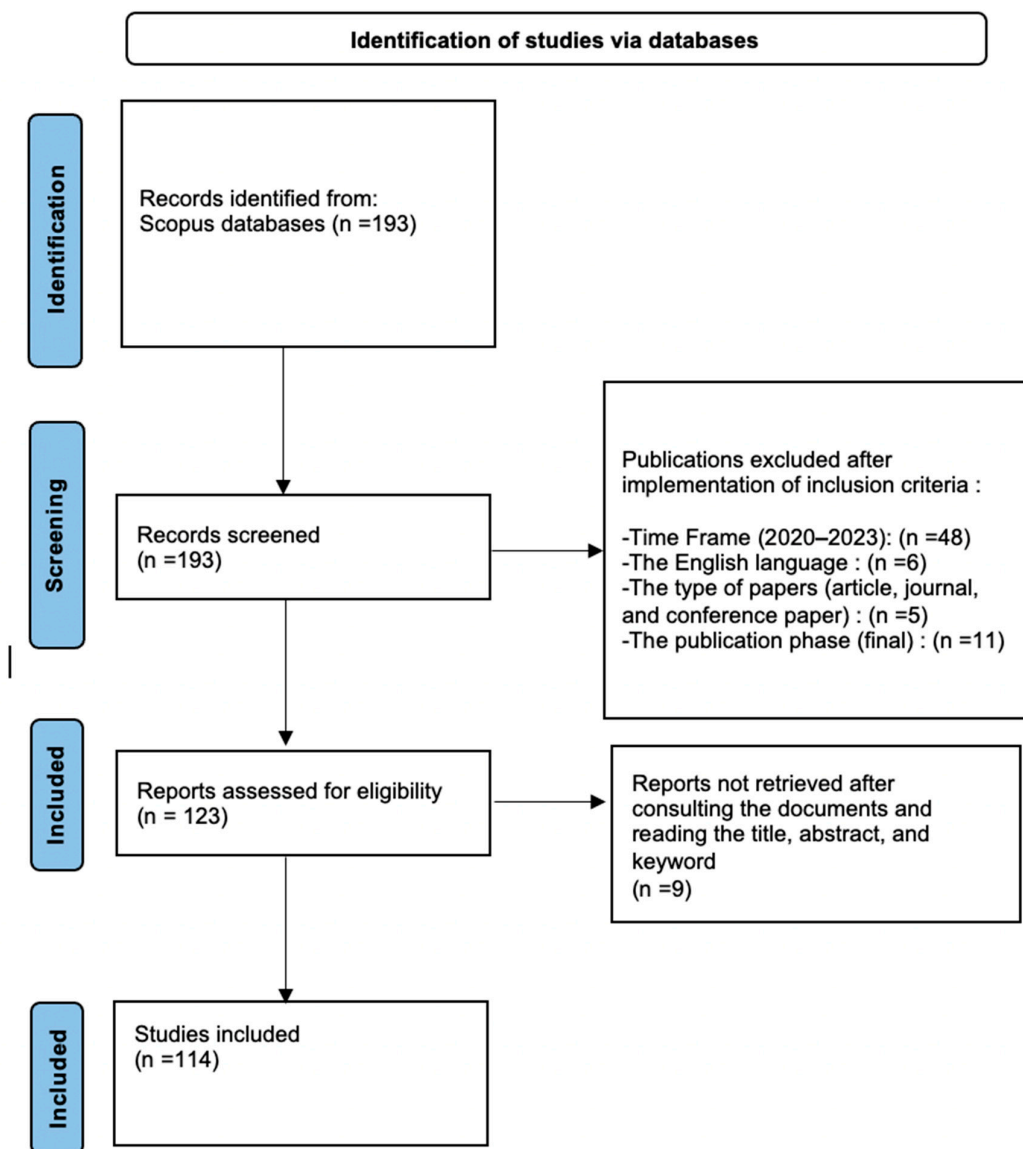 Identification of studies via databases
Identification
Records identified from:
Scopus databases (n =193)
Screening
Records screened
(n =193)
Publications excluded after
implementation of inclusion criteria :
-Time Frame (2020–2023): (n =48)
-The English language : (n =6)
-The type of papers (article, journal,
and conference paper) : (n =5)
-The publication phase (final) : (n =11)
Included
Reports assessed for eligibility
(n = 123)
Reports not retrieved after
consulting the documents and
reading the title, abstract, and
keyword
(n =9)
Included
Studies included
(n =114)